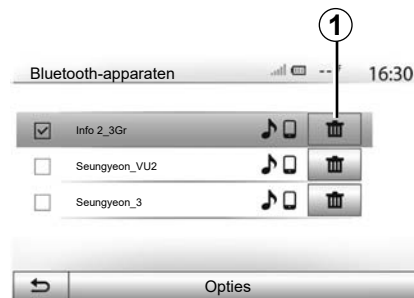 1
Bluetooth-apparaten -- ° 16:30
Info 2_3Gr
Seungyeon_VU2
Seungyeon_3
Opties